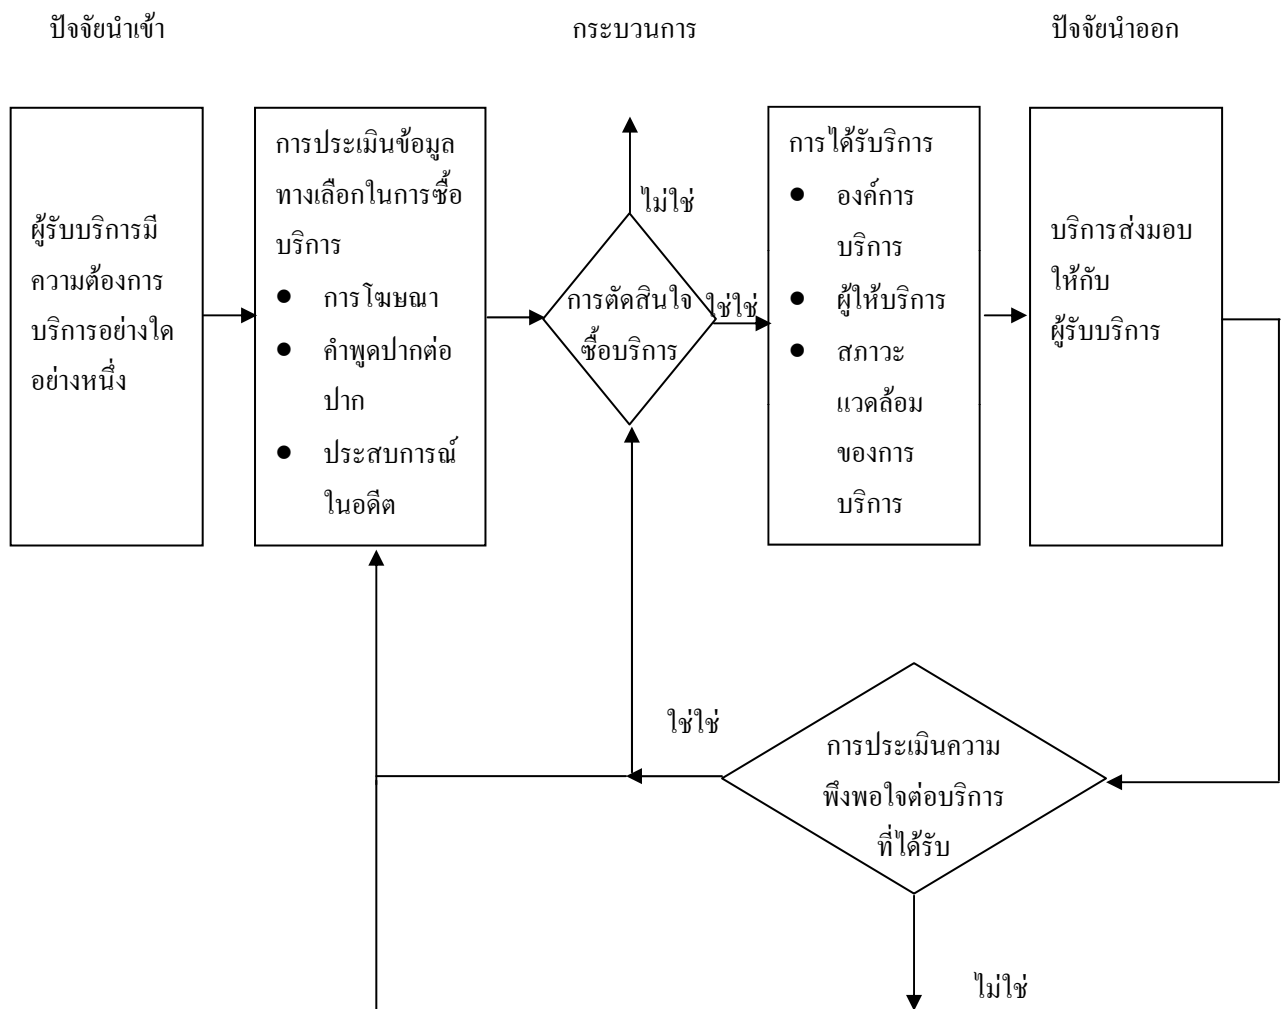 ปัจจัยนำเข้า
กระบวนการ
ปัจจัยนำออก
ผู้รับบริการมี
ความต้องการ
บริการอย่างใด
อย่างหนึ่ง
การประเมินข้อมูล
ทางเลือกในการซื้อ
บริการ
● การโฆษณา
● คำพูดปากต่อ
ปาก
● ประสบการณ์
ในอดีต
ไม่ใช่
การตัดสินใจ
ซื้อบริการ
ใช่ใช่
การได้รับบริการ
● องค์การ
บริการ
● ผู้ให้บริการ
● สภาวะ
แวดล้อม
ของการ
บริการ
บริการส่งมอบ
ให้กับ
ผู้รับบริการ
ใช่ใช่
การประเมินความ
พึงพอใจต่อบริการ
ที่ได้รับ
ไม่ใช่